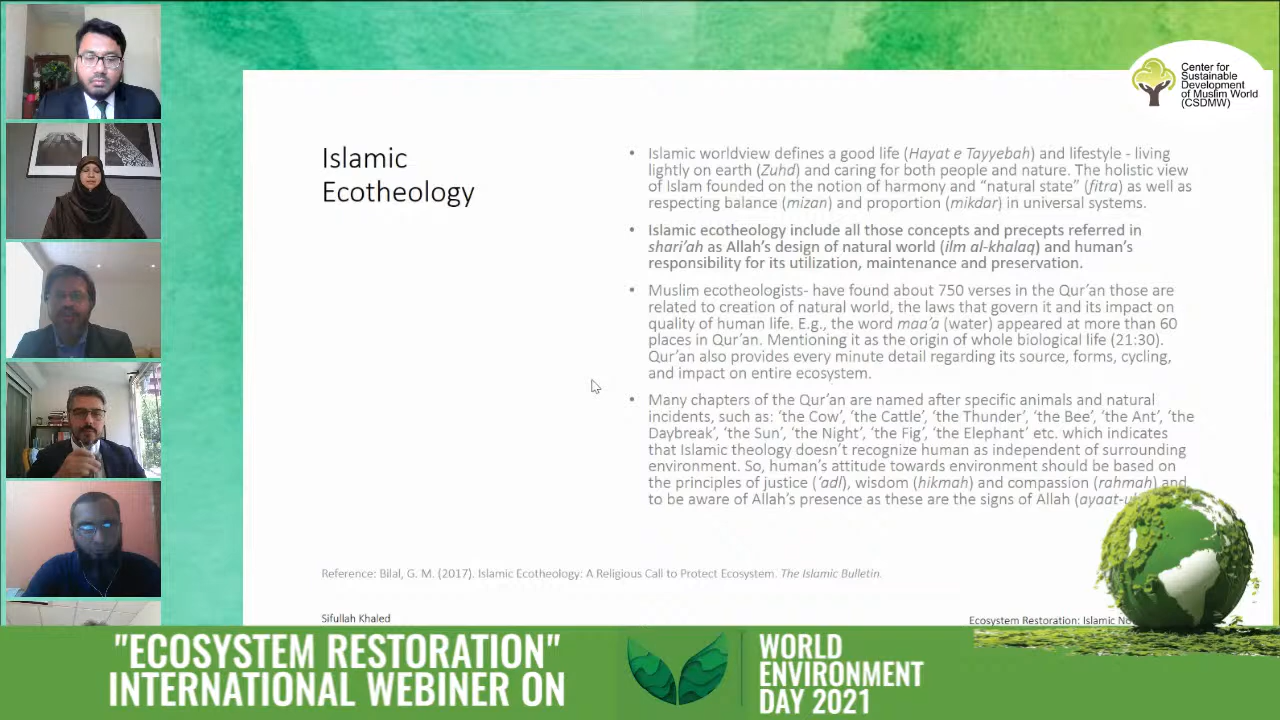 Center for
Sustainable
Development
of Muslim World
(CSDMW)
Islamic
Ecotheology
• Islamic worldview defines a good life (Hayat e Tayyebah) and lifestyle - living
lightly on earth (Zuhd) and caring for both people and nature. The holistic view
of Islam founded on the notion of harmony and “natural state” (fitra) as well as
respecting balance (mizan) and proportion (mikdar) in universal systems.
• Islamic ecotheology include all those concepts and precepts referred in
shari’ah as Allah’s design of natural world (ilm al-khalaq) and human’s
responsibility for its utilization, maintenance and preservation.
• Muslim ecotheologists- have found about 750 verses in the Qur’an those are
related to creation of natural world, the laws that govern it and its impact on
quality of human life. E.g., the word maa’a (water) appeared at more than 60
places in Qur’an. Mentioning it as the origin of whole biological life (21:30).
Qur’an also provides every minute detail regarding its source, forms, cycling,
and impact on entire ecosystem.
• Many chapters of the Qur’an are named after specific animals and natural
incidents, such as: ‘the Cow’, ‘the Cattle’, ‘the Thunder’, ‘the Bee’, ‘the Ant’, ‘the
Daybreak’, ‘the Sun’, ‘the Night’, ‘the Fig’, ‘the Elephant’ etc. which indicates
that Islamic theology doesn’t recognize human as independent of surrounding
environment. So, human’s attitude towards environment should be based on
the principles of justice (‘adl), wisdom (hikmah) and compassion (rahmah) and
to be aware of Allah’s presence as these are the signs of Allah
Reference: Bilal, G. M. (2017). Islamic Ecotheology: A Religious Call to Protect Ecosystem. The Islamic Bulletin.
Sifullah Khaled
Ecosystem Restoration: Islamic
"ECOSYSTEM RESTORATION"
INTERNATIONAL WEBINER ON
WORLD
ENVIRONMENT
DAY 2021